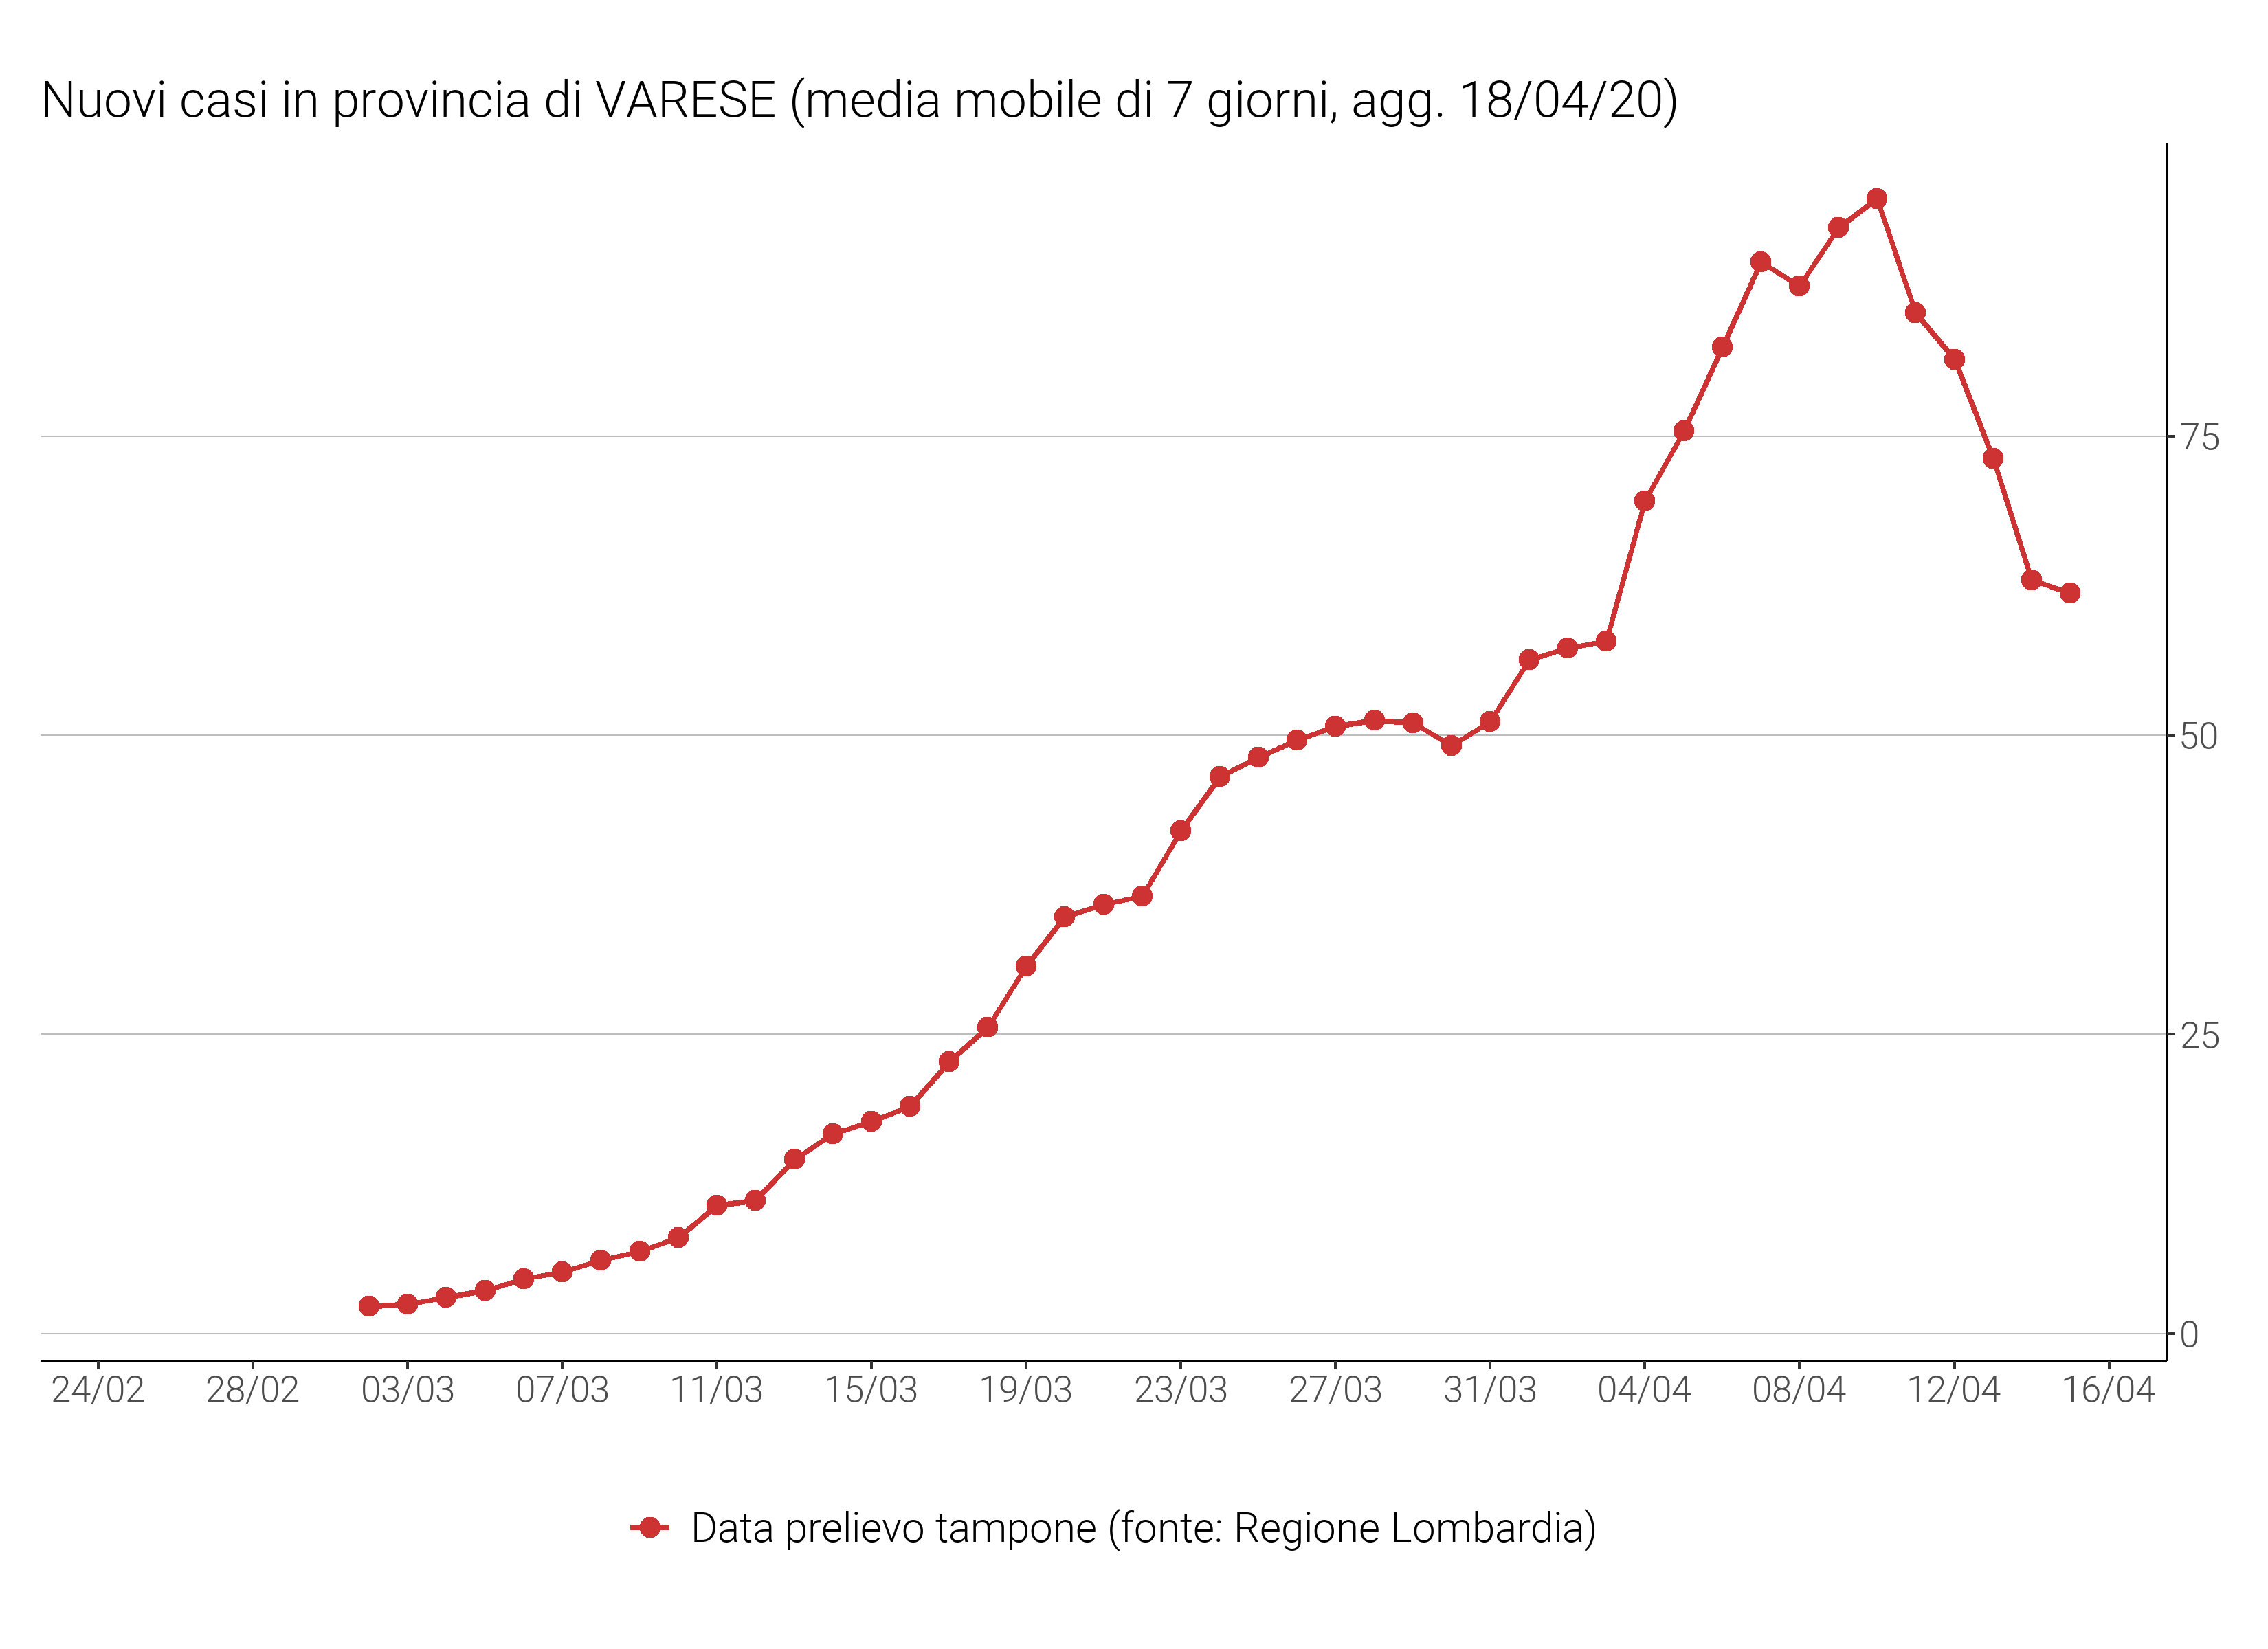 Nuovi casi in provincia di VARESE (media mobile di 7 giorni, agg. 18/04/20)
75
50
25
0
24/02 28/02 03/03 07/03 11/03 15/03 19/03 23/03 27/03 31/03 04/04 08/04 12/04 16/04
Data prelievo tampone (fonte: Regione Lombardia)